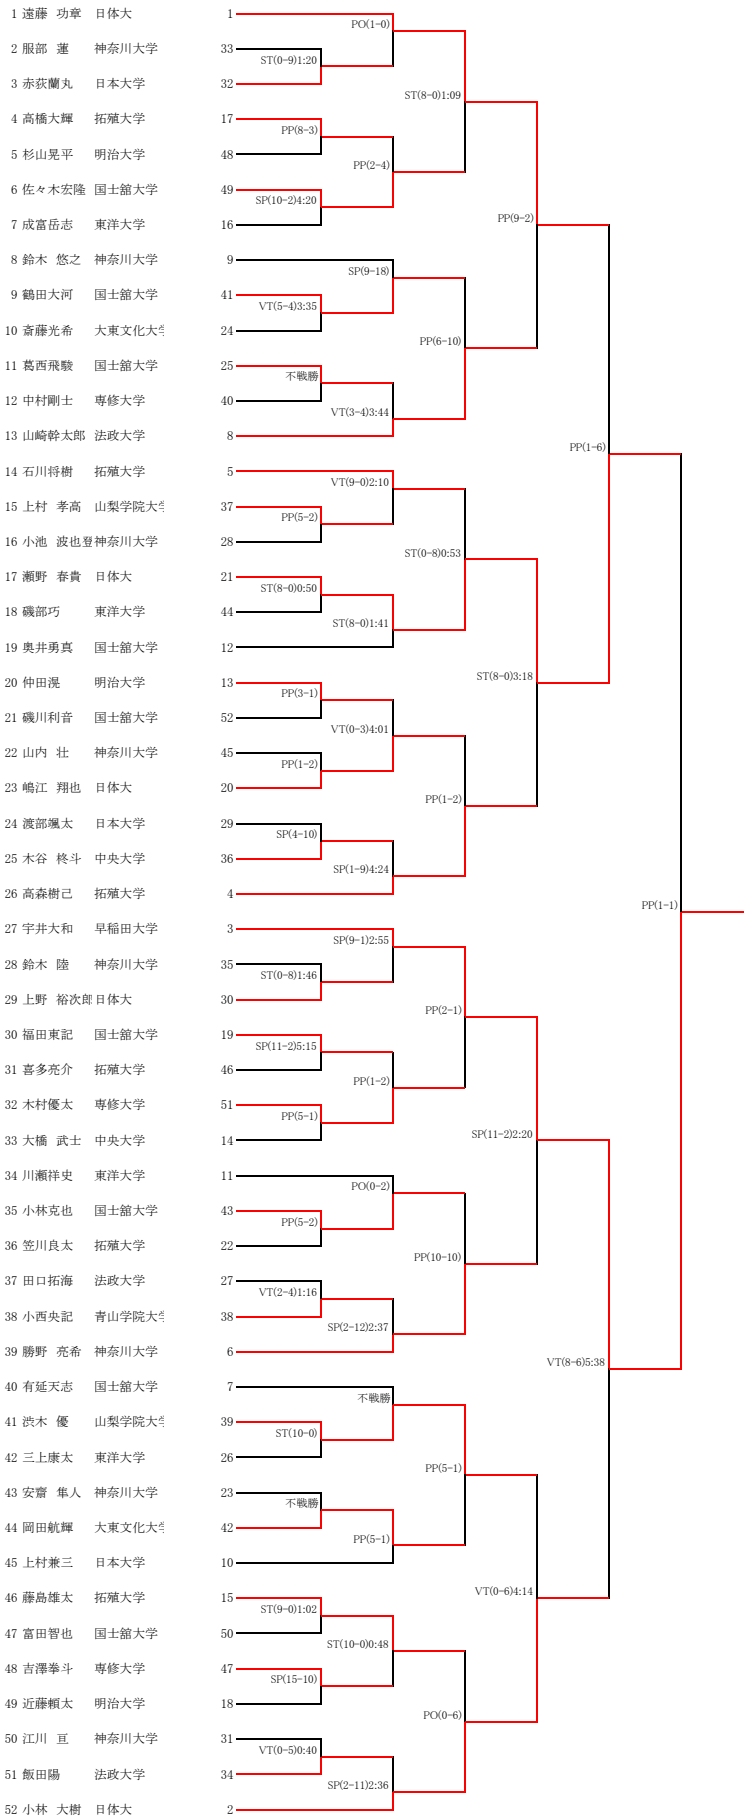 1 遠藤 功章 日体大 1
PO(1-0)
2 服部 蓮 神奈川大学 33
ST(0-9)1:20
3 赤荻蘭丸 日本大学 32
ST(8-0)1:09
4 高橋大輝 拓殖大学 17
PP(8-3)
5 杉山晃平 明治大学 48
PP(2-4)
6 佐々木宏隆 国士舘大学 49
SP(10-2)4:20
7 成富岳志 東洋大学 16
PP(9-2)
8 鈴木 悠之 神奈川大学 9
SP(9-18)
9 鶴田大河 国士舘大学 41
VT(5-4)3:35
10 斎藤光希 大東文化大学 24
PP(6-10)
11 葛西飛駿 国士舘大学 25
不戦勝
12 中村剛士 専修大学 40
VT(3-4)3:44
13 山崎幹太郎 法政大学 8
PP(1-6)
14 石川将樹 拓殖大学 5
VT(9-0)2:10
15 上村 孝高 山梨学院大学 37
PP(5-2)
16 小池 波也登 神奈川大学 28
ST(0-8)0:53
17 瀬野 春貴 日体大 21
ST(8-0)0:50
18 磯部巧 東洋大学 44
ST(8-0)1:41
19 奥井勇真 国士舘大学 12
ST(8-0)3:18
20 仲田滉 明治大学 13
PP(3-1)
21 磯川利音 国士舘大学 52
VT(0-3)4:01
22 山内 壮 神奈川大学 45
PP(1-2)
23 嶋江 翔也 日体大 20
PP(1-2)
24 渡部颯太 日本大学 29
SP(4-10)
25 木谷 柊斗 中央大学 36
SP(1-9)4:24
26 高森樹己 拓殖大学 4
PP(1-1)
27 宇井大和 早稲田大学 3
SP(9-1)2:55
28 鈴木 陸 神奈川大学 35
ST(0-8)1:46
29 上野 裕次郎 日体大 30
PP(2-1)
30 福田東記 国士舘大学 19
SP(11-2)5:15
31 喜多亮介 拓殖大学 46
PP(1-2)
32 木村優太 専修大学 51
PP(5-1)
33 大橋 武士 中央大学 14
SP(11-2)2:20
34 川瀬祥史 東洋大学 11
PO(0-2)
35 小林克也 国士舘大学 43
PP(5-2)
36 笠川良太 拓殖大学 22
PP(10-10)
37 田口拓海 法政大学 27
VT(2-4)1:16
38 小西央記 青山学院大学 38
SP(2-12)2:37
39 勝野 亮希 神奈川大学 6
VT(8-6)5:38
40 有延天志 国士舘大学 7
不戦勝
41 渋木 優 山梨学院大学 39
ST(10-0)
42 三上康太 東洋大学 26
PP(5-1)
43 安齋 隼人 神奈川大学 23
不戦勝
44 岡田航輝 大東文化大学 42
PP(5-1)
45 上村兼三 日本大学 10
VT(0-6)4:14
46 藤島雄太 拓殖大学 15
ST(9-0)1:02
47 富田智也 国士舘大学 50
ST(10-0)0:48
48 吉澤拳斗 専修大学 47
SP(15-10)
49 近藤頼太 明治大学 18
PO(0-6)
50 江川 亘 神奈川大学 31
VT(0-5)0:40
51 飯田陽 法政大学 34
SP(2-11)2:36
52 小林 大樹 日体大 2